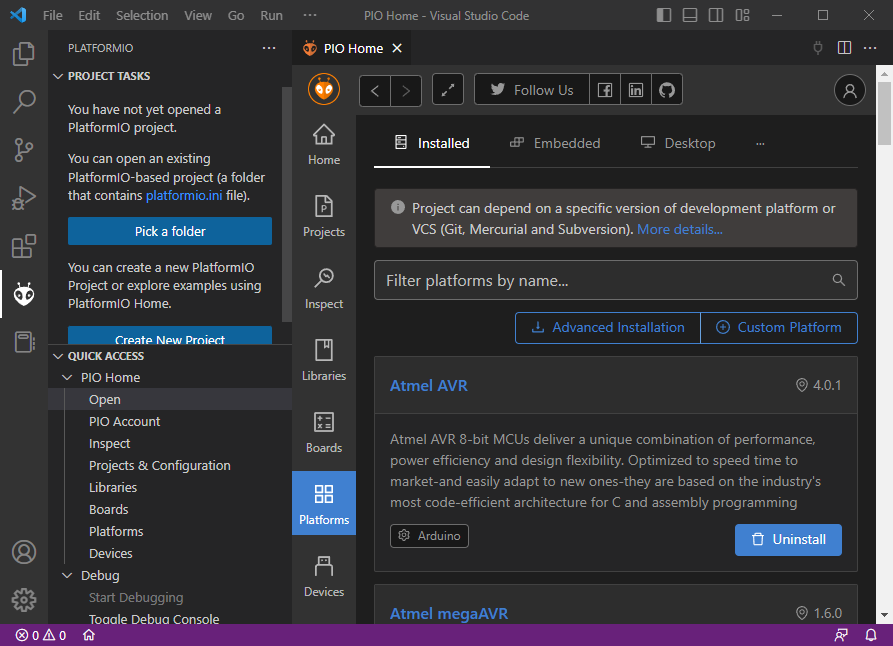 File Edit Selection View Go Run ··· PIO Home - Visual Studio Code
PLATFORMIO ···
PROJECT TASKS
You have not yet opened a
PlatformIO project.
You can open an existing
PlatformIO-based project (a folder
that contains platformio.ini file).
Pick a folder
You can create a new PlatformIO
Project or explore examples using
PlatformIO Home.
Create New Project
QUICK ACCESS
PIO Home
Open
PIO Account
Inspect
Projects & Configuration
Libraries
Boards
Platforms
Devices
Debug
Start Debugging
Toggle Debug Console
PIO Home
Follow Us
Home
Projects
Inspect
Libraries
Boards
Platforms
Devices
Installed Embedded Desktop ···
Project can depend on a specific version of development platform or
VCS (Git, Mercurial and Subversion). More details...
Filter platforms by name...
Advanced Installation Custom Platform
Atmel AVR 4.0.1
Atmel AVR 8-bit MCUs deliver a unique combination of performance,
power efficiency and design flexibility. Optimized to speed time to
market-and easily adapt to new ones-they are based on the industry's
most code-efficient architecture for C and assembly programming
Arduino Uninstall
Atmel megaAVR 1.6.0
0 0